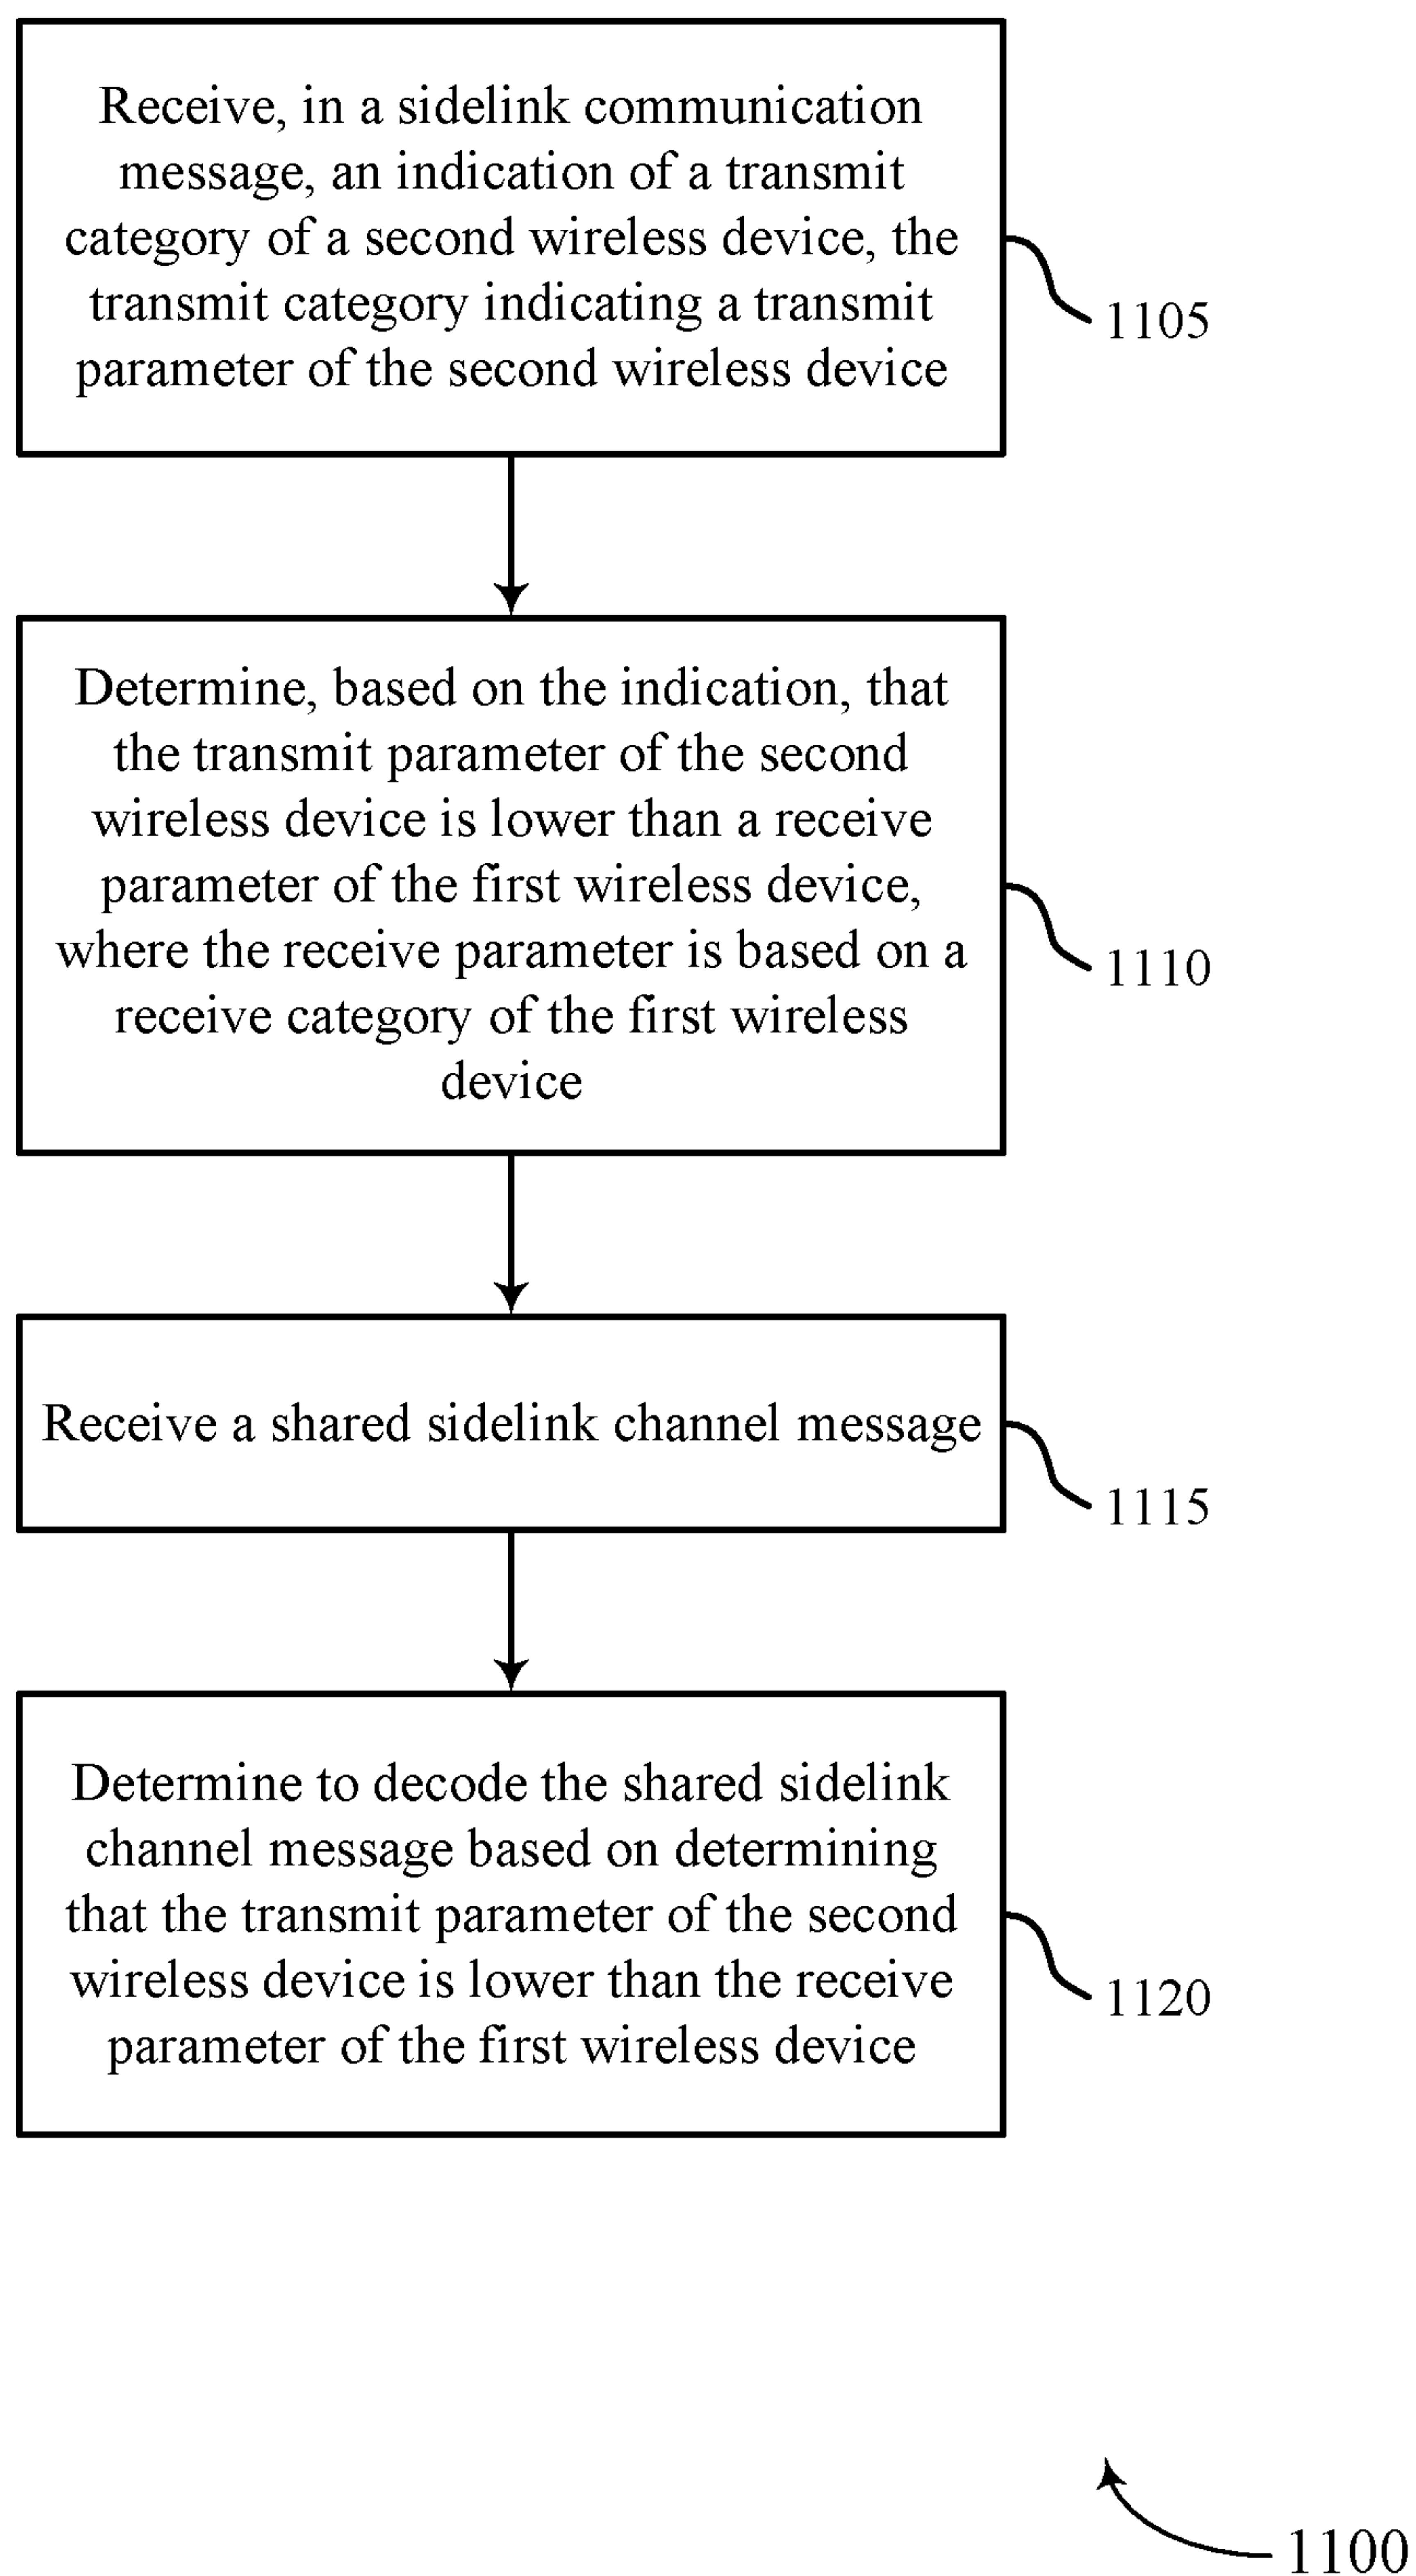 Receive, in a sidelink communication
message, an indication of a transmit
category of a second wireless device, the
transmit category indicating a transmit
parameter of the second wireless device
1105
Determine, based on the indication, that
the transmit parameter of the second
wireless device is lower than a receive
parameter of the first wireless device,
where the receive parameter is based on a
receive category of the first wireless
device
1110
Receive a shared sidelink channel message
1115
Determine to decode the shared sidelink
channel message based on determining
that the transmit parameter of the second
wireless device is lower than the receive
parameter of the first wireless device
1120
1100